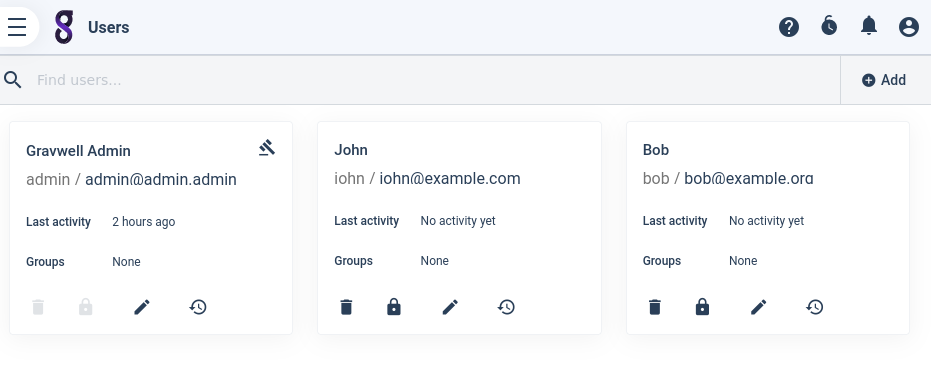 Users
Find users...
Add
Gravwell Admin
admin / admin@admin.admin
Last activity 2 hours ago
Groups None
John
john / john@example.com
Last activity No activity yet
Groups None
Bob
bob / bob@example.org
Last activity No activity yet
Groups None